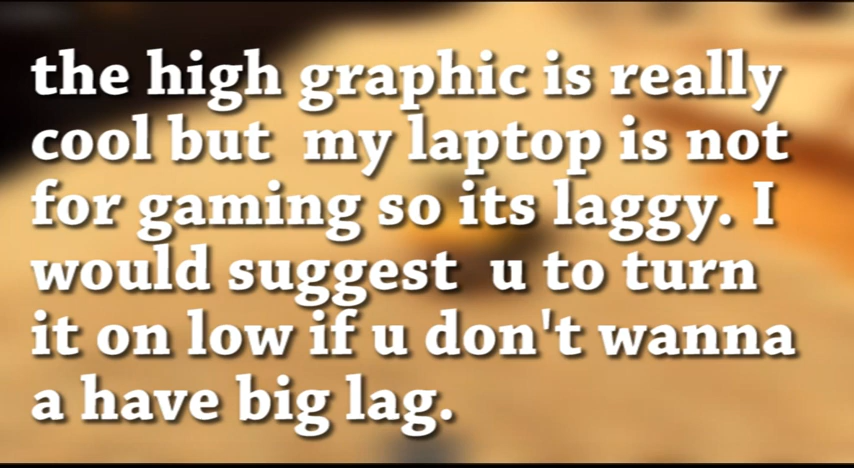 the high graphic is really
cool but  my laptop is not
for gaming so its laggy. I
would suggest  u to turn
it on low if u don't wanna
a have big lag.